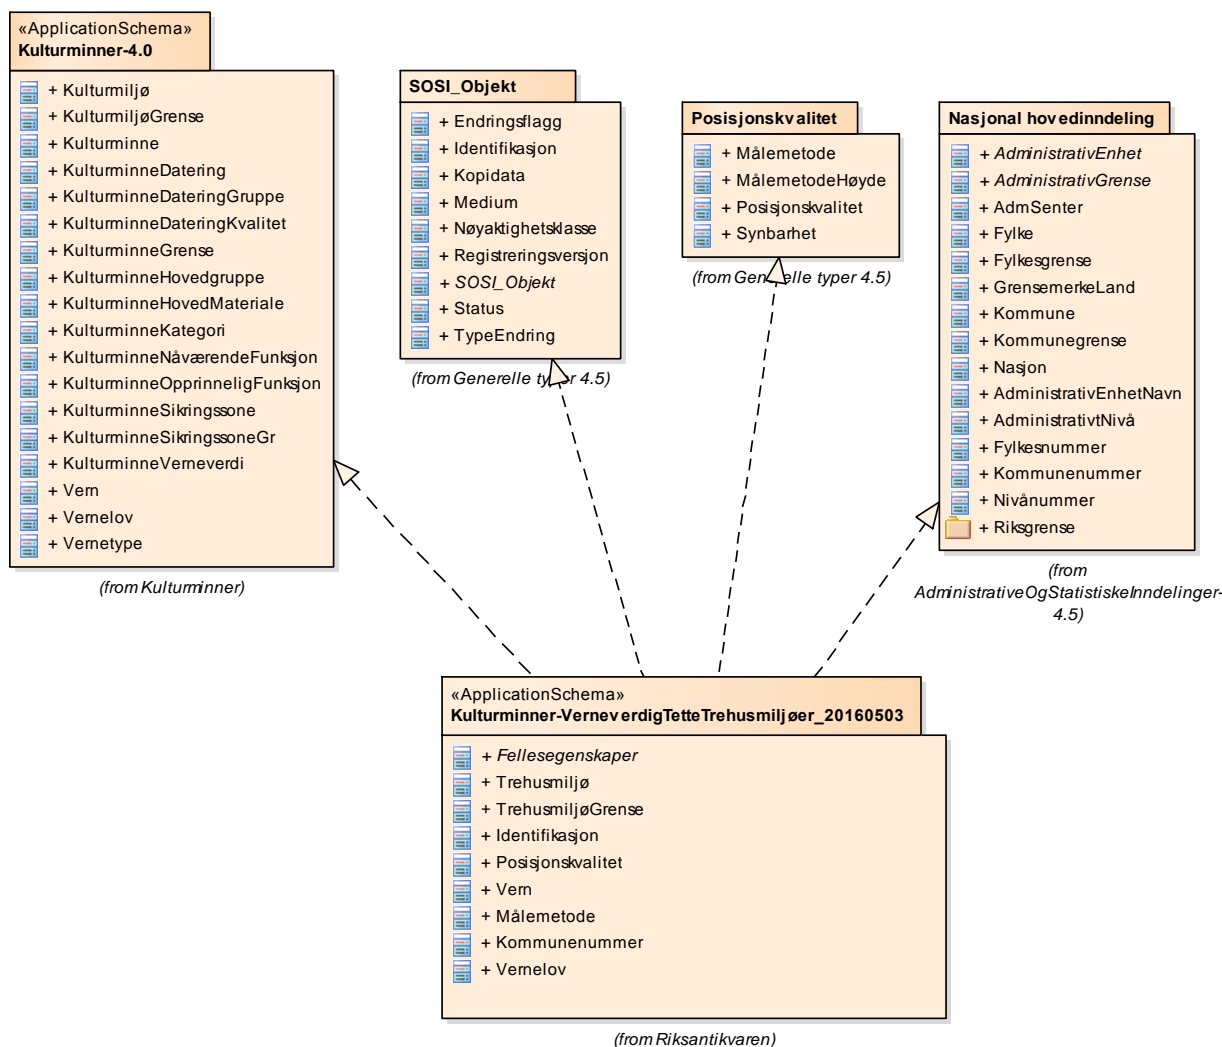 «ApplicationSchema»
Kulturminner-4.0
+ Kulturmiljø
+ KulturmiljøGrense
+ Kulturminne
+ KulturminneDatering
+ KulturminneDateringGruppe
+ KulturminneDateringKvalitet
+ KulturminneGrense
+ KulturminneHovedgruppe
+ KulturminneHovedMateriale
+ KulturminneKategori
+ KulturminneNåværendeFunksjon
+ KulturminneOpprinneligFunksjon
+ KulturminneSikringssone
+ KulturminneSikringssoneGr
+ KulturminneVerneverdi
+ Vern
+ Vernelov
+ Vernetype
(from Kulturminner)
SOSI_Objekt
+ Endringsflagg
+ Identifikasjon
+ Kopidata
+ Medium
+ Nøyaktighetsklasse
+ Registreringsversjon
+ SOSI_Objekt
+ Status
+ TypeEndring
(from Generelle typer 4.5)
Posisjonskvalitet
+ Målemetode
+ MålemetodeHøyde
+ Posisjonskvalitet
+ Synbarhet
(from Generelle typer 4.5)
Nasjonal hovedinndeling
+ AdministrativEnhet
+ AdministrativGrense
+ AdmSenter
+ Fylke
+ Fylkesgrense
+ GrensemerkeLand
+ Kommune
+ Kommunegrense
+ Nasjon
+ AdministrativEnhetNavn
+ AdministrativtNivå
+ Fylkesnummer
+ Kommunenummer
+ Nivånummer
+ Riksgrense
(from
AdministrativeOgStatistiskeInndelinger-
4.5)
«ApplicationSchema»
Kulturminner-VerneverdigTetteTrehusmiljøer_20160503
+ Fellesegenskaper
+ Trehusmiljø
+ TrehusmiljøGrense
+ Identifikasjon
+ Posisjonskvalitet
+ Vern
+ Målemetode
+ Kommunenummer
+ Vernelov
(from Riksantikvaren)